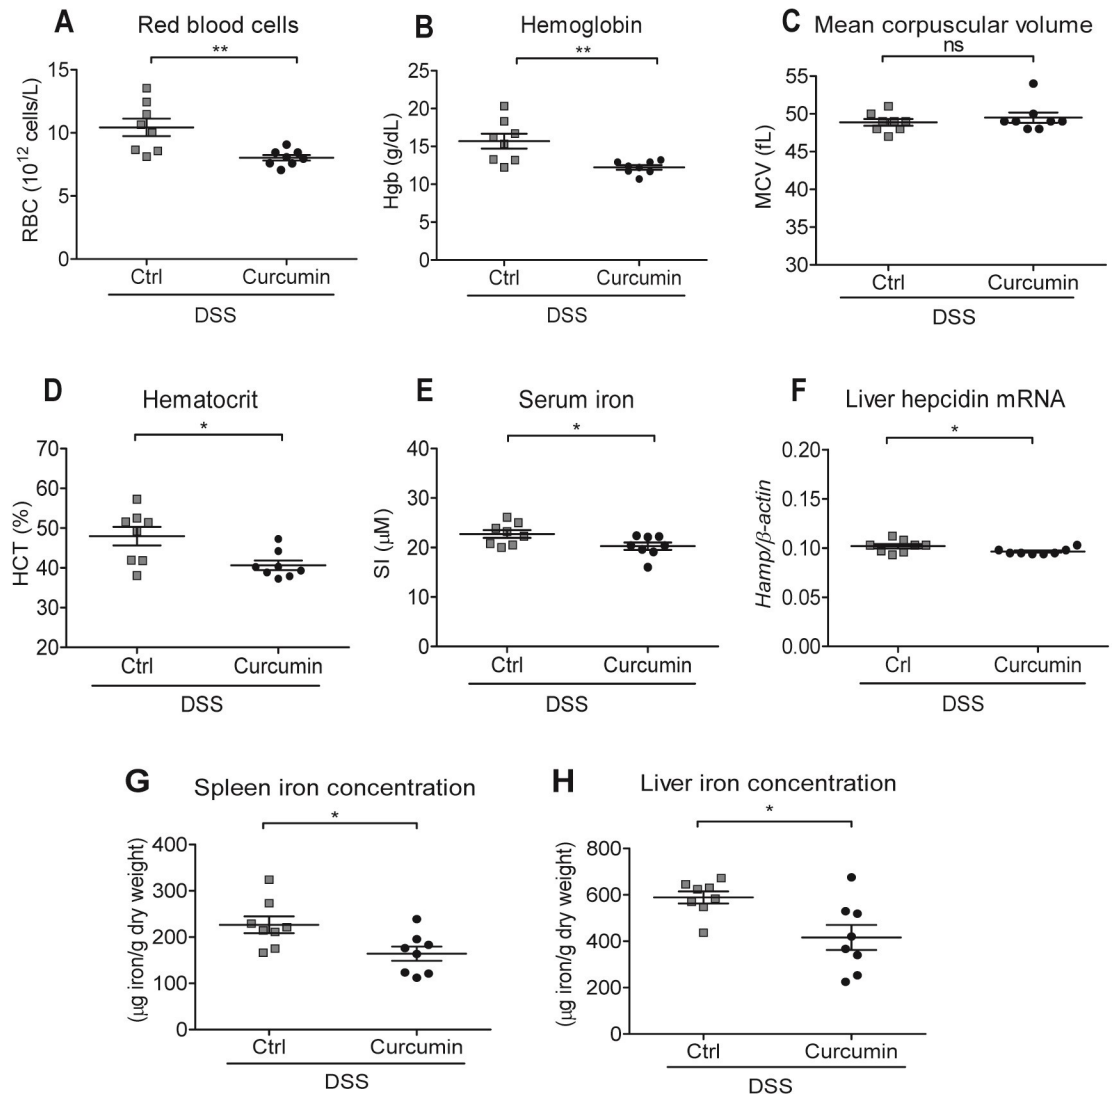 A Red blood cells
**
RBC (10¹² cells/L)
15
10
5
0
Ctrl Curcumin
DSS
B Hemoglobin
**
Hgb (g/dL)
25
20
15
10
5
0
Ctrl Curcumin
DSS
C Mean corpuscular volume
ns
MCV (fL)
55
50
45
40
35
30
Ctrl Curcumin
DSS
D Hematocrit
*
HCT (%)
70
60
50
40
30
20
Ctrl Curcumin
DSS
E Serum iron
*
SI (μM)
40
30
20
10
0
Ctrl Curcumin
DSS
F Liver hepcidin mRNA
*
Hamp/β-actin
0.20
0.15
0.10
0.05
0.00
Crl Curcumin
DSS
G Spleen iron concentration
*
(μg iron/g dry weight)
400
300
200
100
0
Ctrl Curcumin
DSS
H Liver iron concentration
*
(μg iron/g dry weight)
800
600
400
200
0
Ctrl Curcumin
DSS